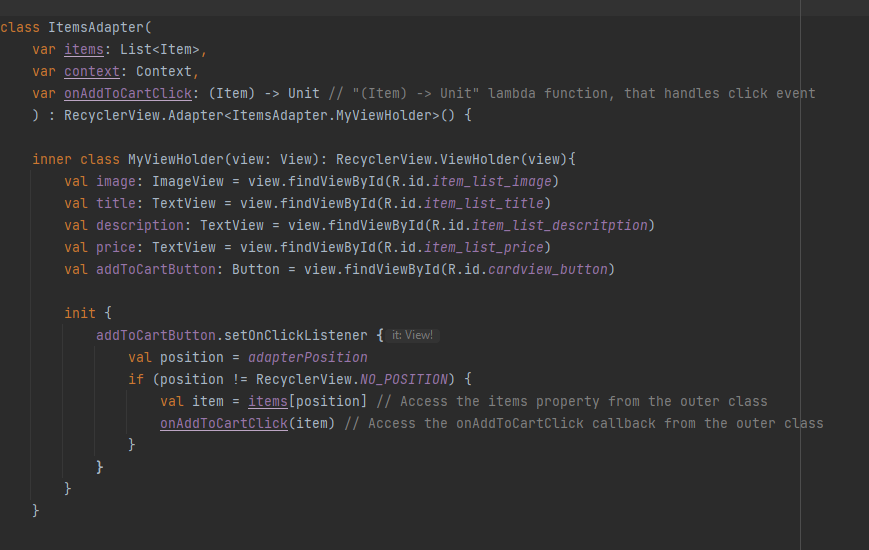 class ItemsAdapter(
    var items: List<Item>,
    var context: Context,
    var onAddToCartClick: (Item) -> Unit // "(Item) -> Unit" lambda function, that handles click event
    ) : RecyclerView.Adapter<ItemsAdapter.MyViewHolder>() {
    inner class MyViewHolder(view: View): RecyclerView.ViewHolder(view){
        val image: ImageView = view.findViewById(R.id.item_list_image)
        val title: TextView = view.findViewById(R.id.item_list_title)
        val description: TextView = view.findViewById(R.id.item_list_descritption)
        val price: TextView = view.findViewById(R.id.item_list_price)
        val addToCartButton: Button = view.findViewById(R.id.cardview_button)
        init {
            addToCartButton.setOnClickListener { it: View!
                val position = adapterPosition
                if (position != RecyclerView.NO_POSITION) {
                    val item = items[position] // Access the items property from the outer class
                    onAddToCartClick(item) // Access the onAddToCartClick callback from the outer class
                }
            }
        }
    }